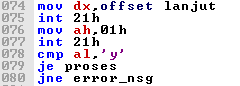 074 mov dx,offset lanjut
075 int 21h
076 mov ah,01h
077 int 21h
078 cmp al,'y'
079 je proses
080 jne error_nsg